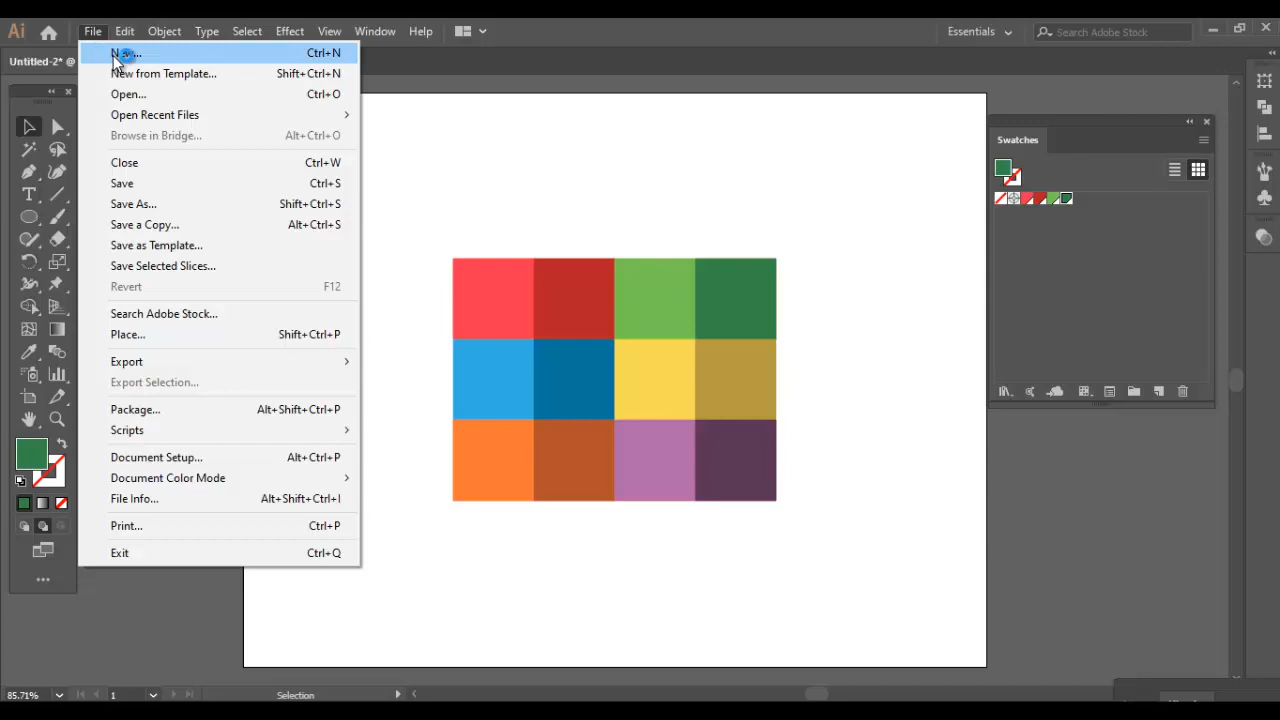 Ai File Edit Object Type Select Effect View Window Help Essentials Search Adobe Stock
Untitled-2* @
New... Ctrl+N
New from Template... Shift+Ctrl+N
Open... Ctrl+O
Open Recent Files
Browse in Bridge... Alt+Ctrl+O
Close Ctrl+W
Save Ctrl+S
Save As... Shift+Ctrl+S
Save a Copy... Alt+Ctrl+S
Save as Template...
Save Selected Slices...
Revert F12
Search Adobe Stock...
Place... Shift+Ctrl+P
Export
Export Selection...
Package... Alt+Shift+Ctrl+P
Scripts
Document Setup... Alt+Ctrl+P
Document Color Mode
File Info... Alt+Shift+Ctrl+I
Print... Ctrl+P
Exit Ctrl+Q
Swatches
85.71% 1 Selection